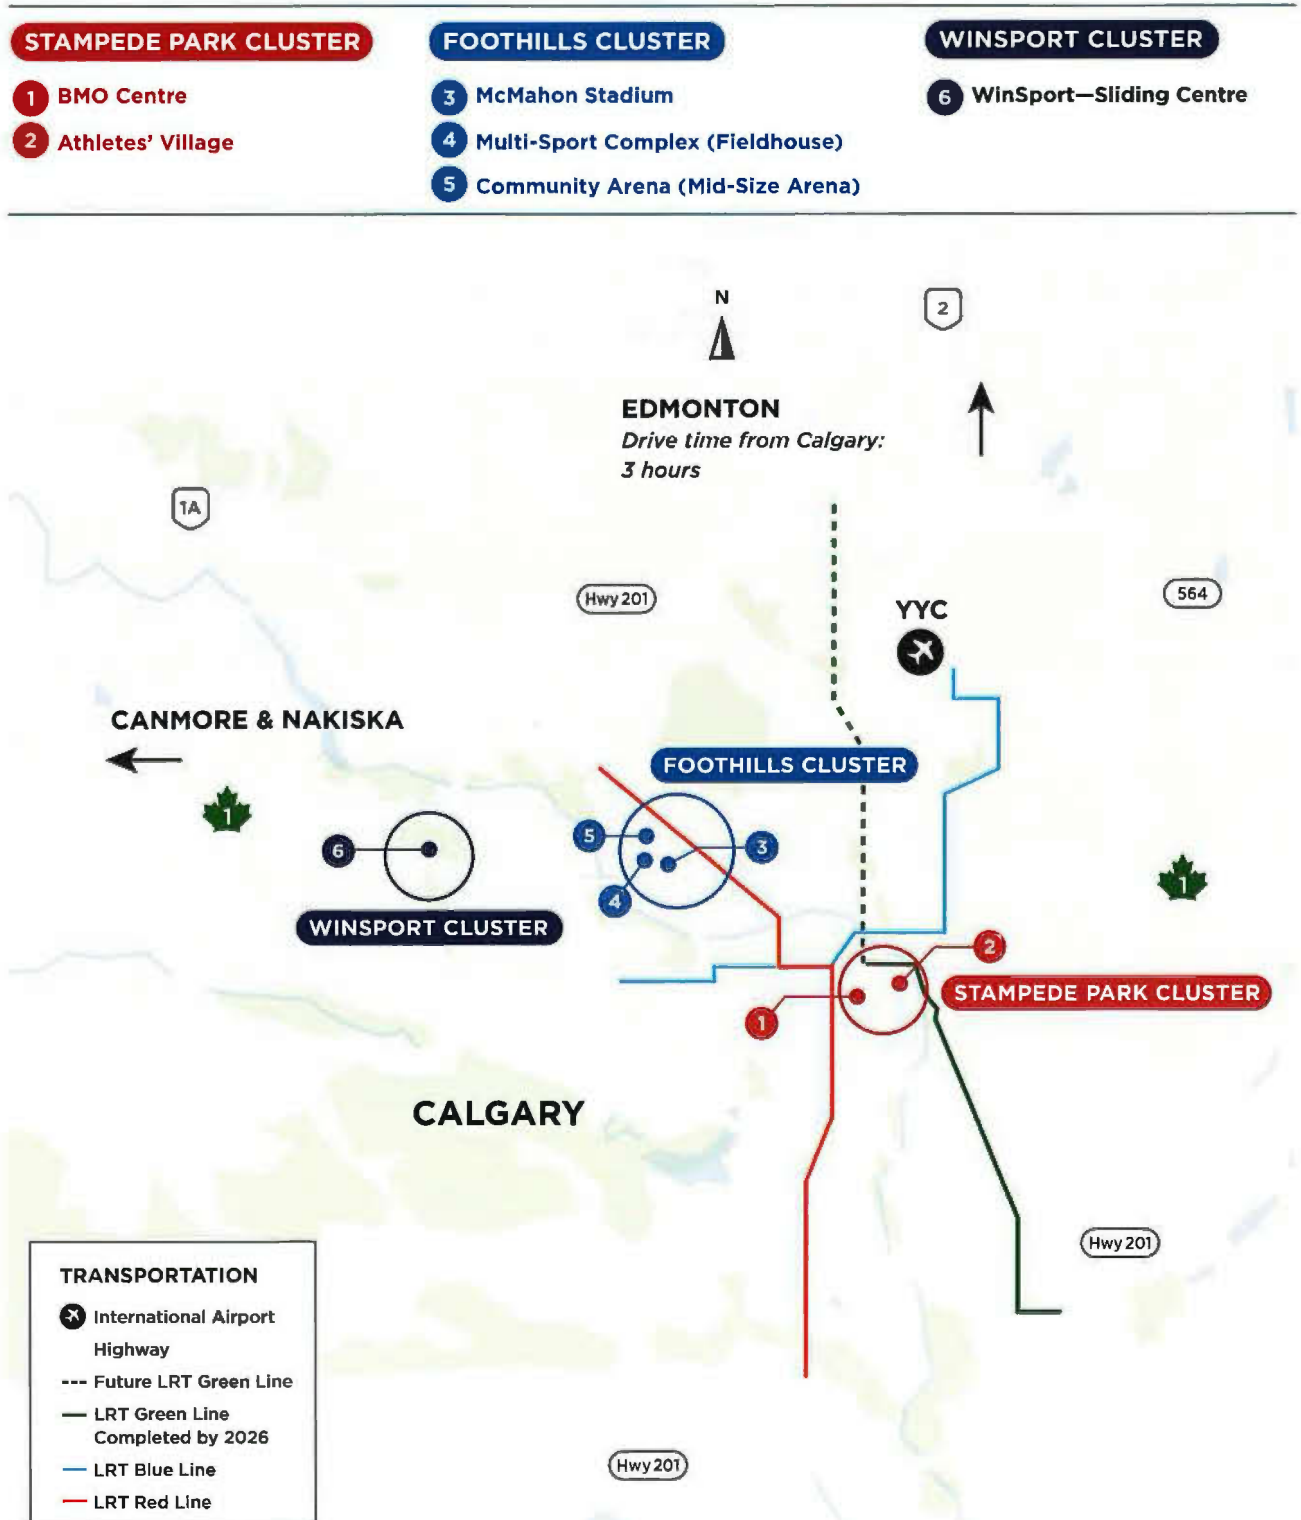 STAMPEDE PARK CLUSTER
1 BMO Centre
2 Athletes' Village
FOOTHILLS CLUSTER
3 McMahon Stadium
4 Multi-Sport Complex (Fieldhouse)
5 Community Arena (Mid-Size Arena)
WINSPORT CLUSTER
6 WinSport—Sliding Centre
N
2
EDMONTON
Drive time from Calgary:
3 hours
1A
Hwy 201
564
YYC
CANMORE & NAKISKA
1
FOOTHILLS CLUSTER
5
3
4
6
WINSPORT CLUSTER
1
2
STAMPEDE PARK CLUSTER
1
CALGARY
Hwy 201
TRANSPORTATION
International Airport
Highway
Future LRT Green Line
LRT Green Line
Completed by 2026
LRT Blue Line
LRT Red Line
Hwy 201